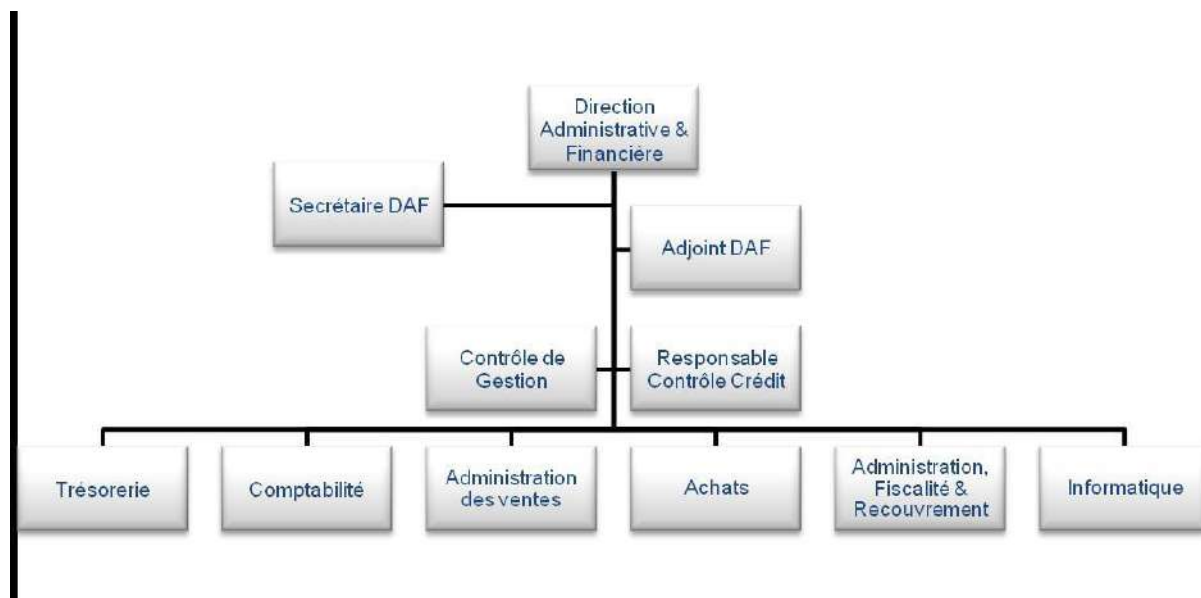 Direction
Administrative &
Financière
Secrétaire DAF
Adjoint DAF
Contrôle de
Gestion
Responsable
Contrôle Crédit
Trésorerie
Comptabilité
Administration
des ventes
Achats
Administration,
Fiscalité &
Recouvrement
Informatique